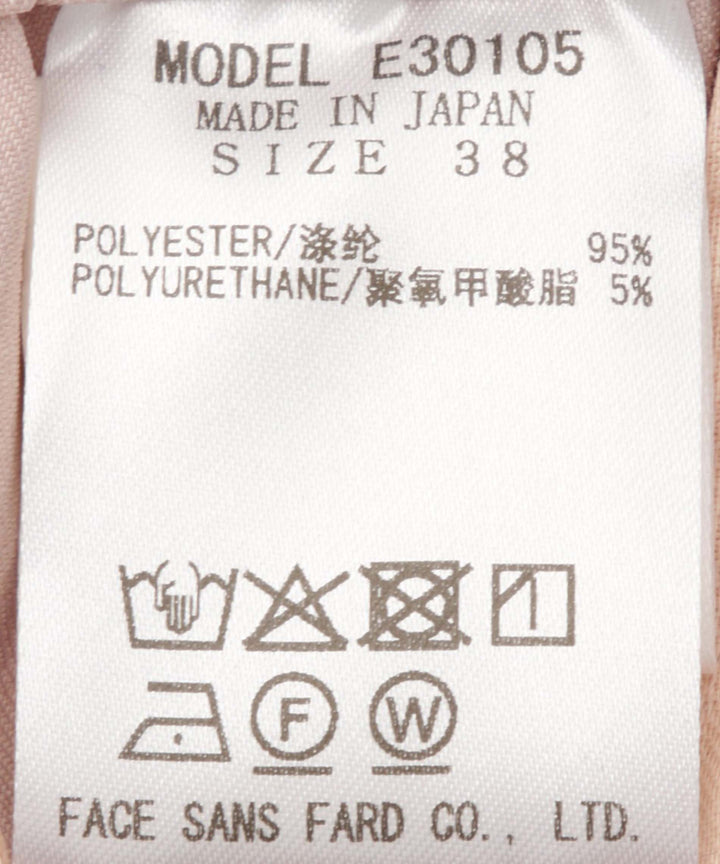 MODEL E30105
MADE IN JAPAN
SIZE 38
POLYESTER/涤纶 95%
POLYURETHANE/聚氧甲酸脂 5%
F W
FACE SANS FARD CO., LTD.